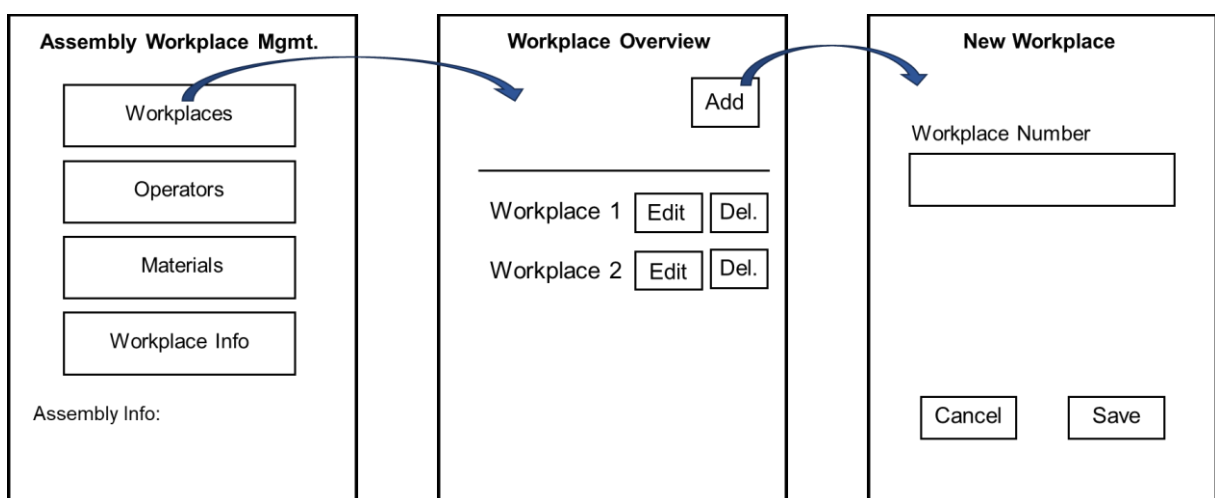 Assembly Workplace Mgmt.
Workplaces
Operators
Materials
Workplace Info
Assembly Info:
Workplace Overview
Add
Workplace 1 Edit Del.
Workplace 2 Edit Del.
New Workplace
Workplace Number
Cancel Save